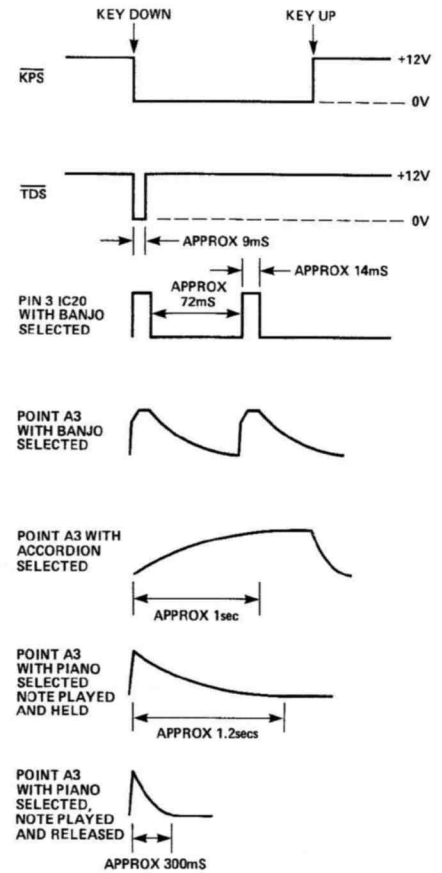 KEY DOWN
KEY UP
KPS
+12V
0V
TDS
+12V
0V
APPROX 9mS
APPROX 14mS
PIN 3 IC20
WITH BANJO
SELECTED
APPROX
72mS
POINT A3
WITH BANJO
SELECTED
POINT A3 WITH
ACCORDION
SELECTED
APPROX 1sec
POINT A3
WITH PIANO
SELECTED
NOTE PLAYED
AND HELD
APPROX 1.2secs
POINT A3
WITH PIANO
SELECTED,
NOTE PLAYED
AND RELEASED
APPROX 300mS